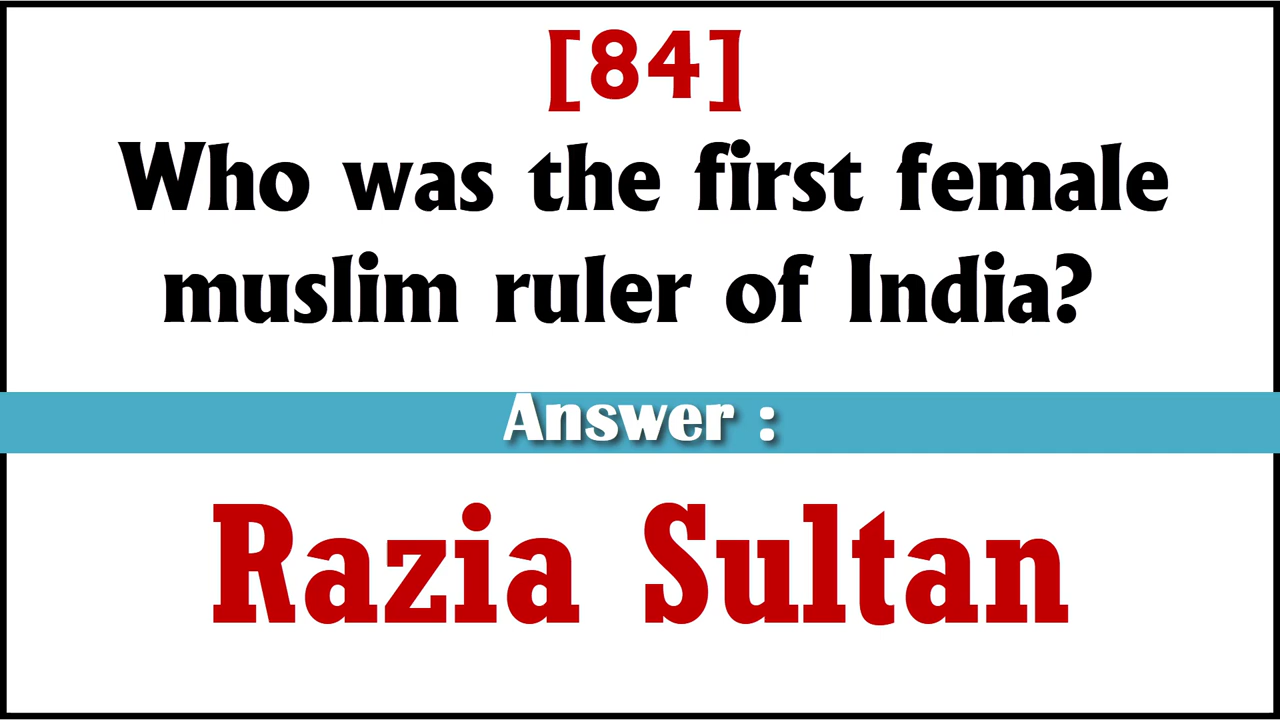 [84]
Who was the first female
muslim ruler of India?
Answer :
Razia Sultan